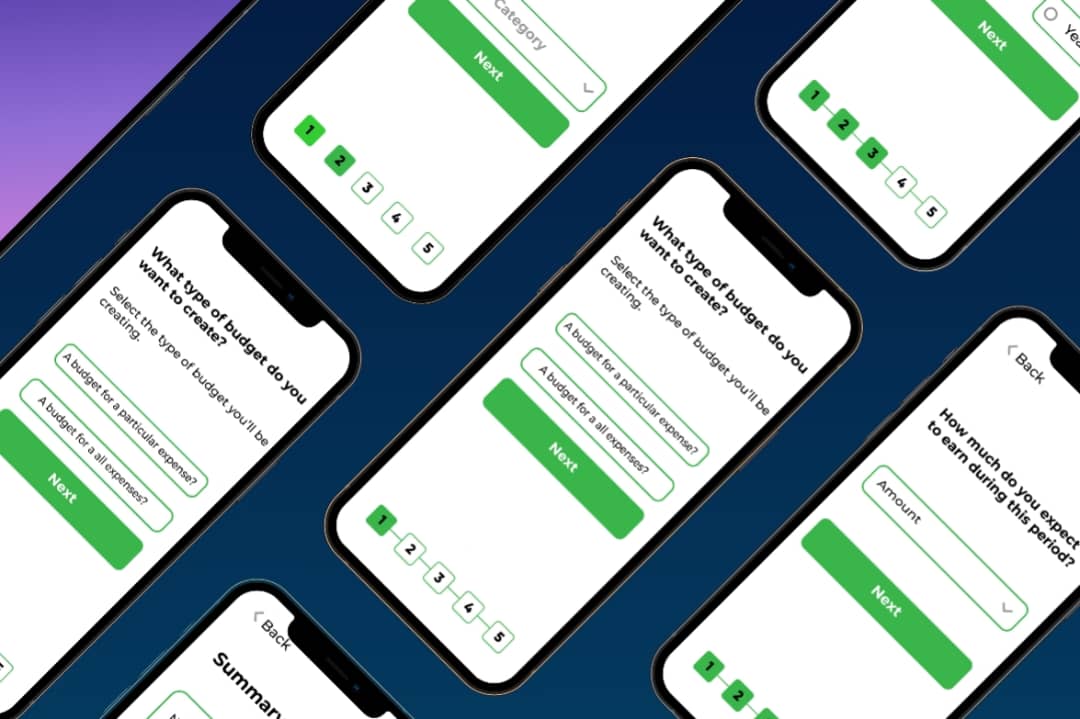 Category
Next
1
2
3
4
5
Next
1
2
3
4
5
What type of budget do you
want to create?
Select the type of budget you'll be
creating.
A budget for a particular expense?
A budget for a all expenses?
Next
What type of budget do you
want to create?
Select the type of budget you'll be
creating.
A budget for a particular expense?
A budget for a all expenses?
Next
1
2
3
4
5
Back
How much do you expect
to earn during this period?
Amount
Next
1
2
Back
Summary